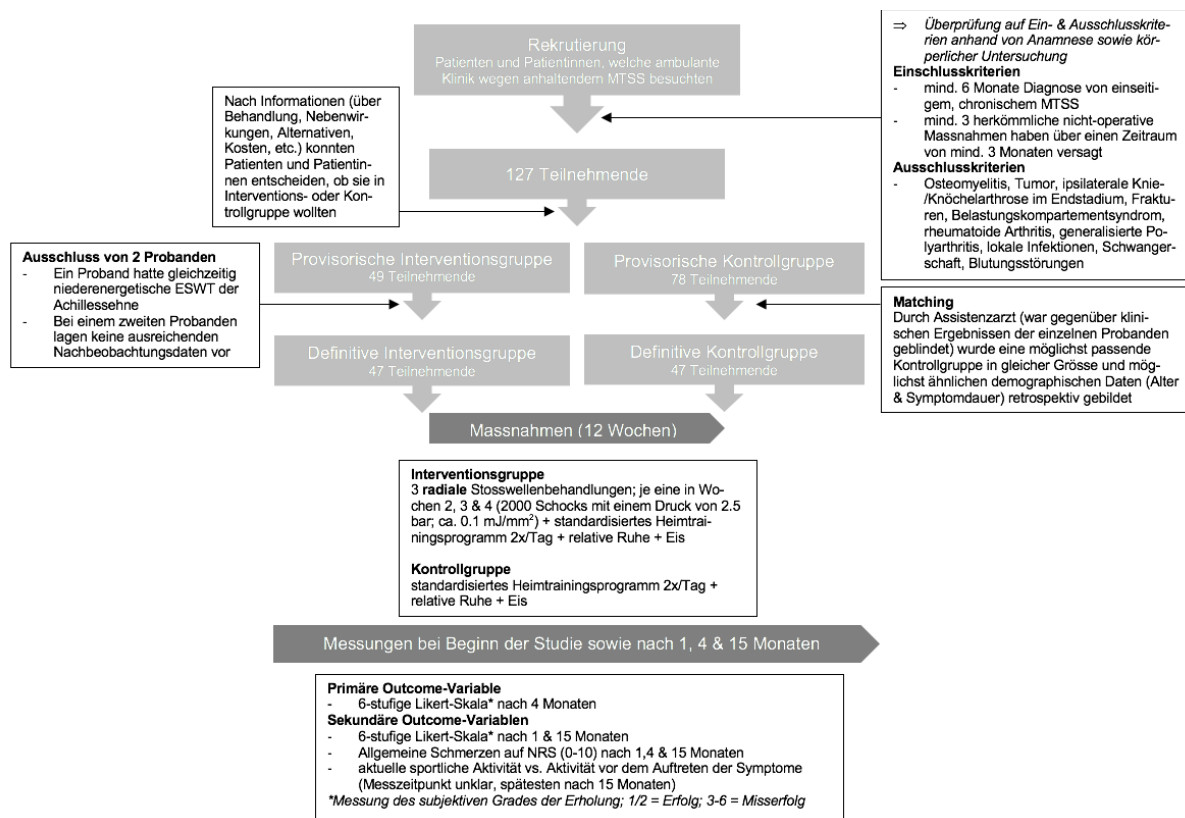 Rekrutierung
Patienten und Patientinnen, welche ambulante
Klinik wegen anhaltendem MTSS besuchten
⇒ Überprüfung auf Ein- & Ausschlusskrite-
rien anhand von Anamnese sowie kör-
perlicher Untersuchung
Einschlusskriterien
- mind. 6 Monate Diagnose von einseiti-
gem, chronischem MTSS
- mind. 3 herkömmliche nicht-operative
Massnahmen haben über einen Zeitraum
von mind. 3 Monaten versagt
Ausschlusskriterien
- Osteomyelitis, Tumor, ipsilaterale Knie-
/Knöchelarthrose im Endstadium, Fraktu-
ren, Belastungskompartementsyndrom,
rheumatoide Arthritis, generalisierte Po-
lyarthritis, lokale Infektionen, Schwanger-
schaft, Blutungsstörungen
Nach Informationen (über
Behandlung, Nebenwir-
kungen, Alternativen,
Kosten, etc.) konnten
Patienten und Patientin-
nen entscheiden, ob sie in
Interventions- oder Kon-
trollgruppe wollten
127 Teilnehmende
Ausschluss von 2 Probanden
- Ein Proband hatte gleichzeitig
niederenergetische ESWT der
Achillessehne
- Bei einem zweiten Probanden
lagen keine ausreichenden
Nachbeobachtungsdaten vor
Provisorische Interventionsgruppe
49 Teilnehmende
Provisorische Kontrollgruppe
78 Teilnehmende
Matching
Durch Assistenzarzt (war gegenüber klini-
schen Ergebnissen der einzelnen Probanden
geblindet) wurde eine möglichst passende
Kontrollgruppe in gleicher Grösse und mög-
lichst ähnlichen demographischen Daten (Alter
& Symptomdauer) retrospektiv gebildet
Definitive Interventionsgruppe
47 Teilnehmende
Definitive Kontrollgruppe
47 Teilnehmende
Massnahmen (12 Wochen)
Interventionsgruppe
3 radiale Stosswellenbehandlungen; je eine in Wo-
chen 2, 3 & 4 (2000 Schocks mit einem Druck von 2.5
bar; ca. 0.1 mJ/mm²) + standardisiertes Heimtrai-
ningsprogramm 2x/Tag + relative Ruhe + Eis
Kontrollgruppe
standardisiertes Heimtrainingsprogramm 2x/Tag +
relative Ruhe + Eis
Messungen bei Beginn der Studie sowie nach 1, 4 & 15 Monaten
Primäre Outcome-Variable
- 6-stufige Likert-Skala* nach 4 Monaten
Sekundäre Outcome-Variablen
- 6-stufige Likert-Skala* nach 1 & 15 Monaten
- Allgemeine Schmerzen auf NRS (0-10) nach 1,4 & 15 Monaten
- aktuelle sportliche Aktivität vs. Aktivität vor dem Auftreten der Symptome
(Messzeitpunkt unklar, spätesten nach 15 Monaten)
*Messung des subjektiven Grades der Erholung; 1/2 = Erfolg; 3-6 = Misserfolg